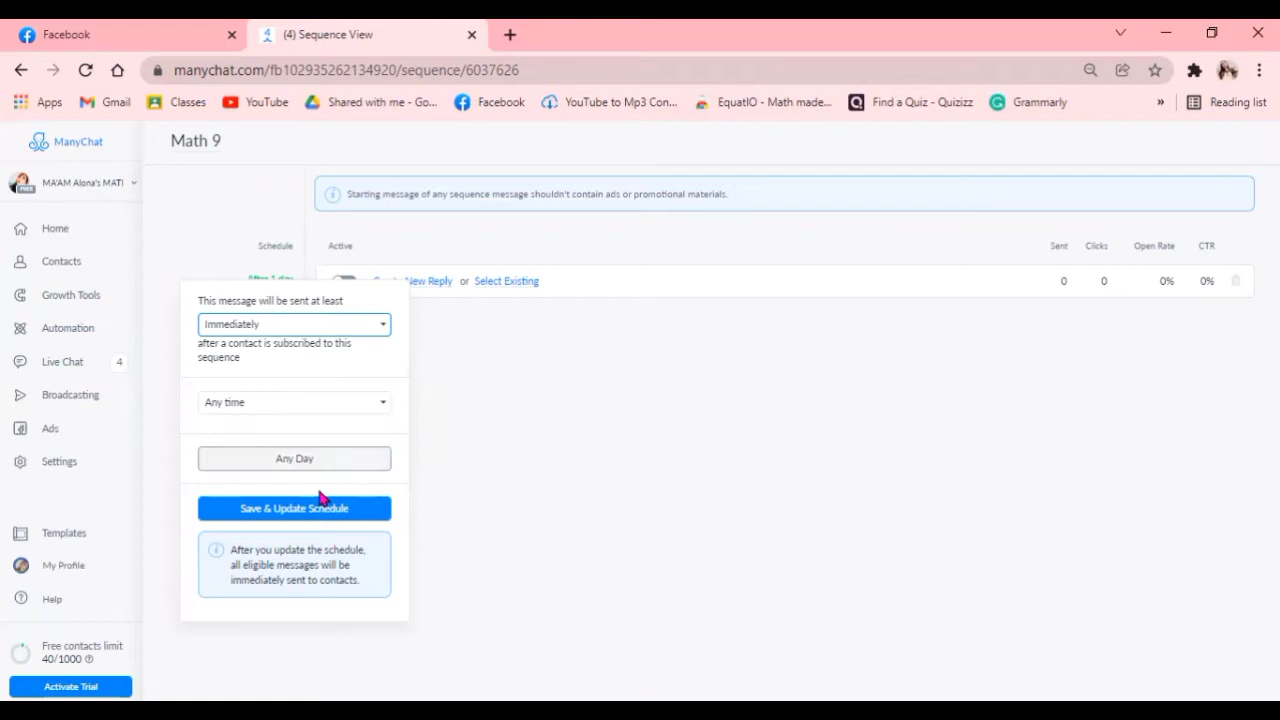 Facebook
(4) Sequence View
manychat.com/fb102935262134920/sequence/6037626
Apps
Gmail
Classes
YouTube
Shared with me - Go...
Facebook
YouTube to Mp3 Con...
EquatIO - Math made...
Find a Quiz - Quizizz
Grammarly
»
Reading list
ManyChat
Math 9
MA'AM Alona's MATI
Starting message of any sequence message shouldn't contain ads or promotional materials.
Home
Schedule
Active
Sent
Clicks
Open Rate
CTR
Contacts
After 1 day
New Reply or Select Existing
0
0
0%
0%
Growth Tools
This message will be sent at least
Immediately
after a contact is subscribed to this
sequence
Automation
Live Chat
4
Broadcasting
Any time
Ads
Any Day
Settings
Save & Update Schedule
After you update the schedule,
all eligible messages will be
immediately sent to contacts.
Templates
My Profile
Help
Free contacts limit
40/1000
Activate Trial